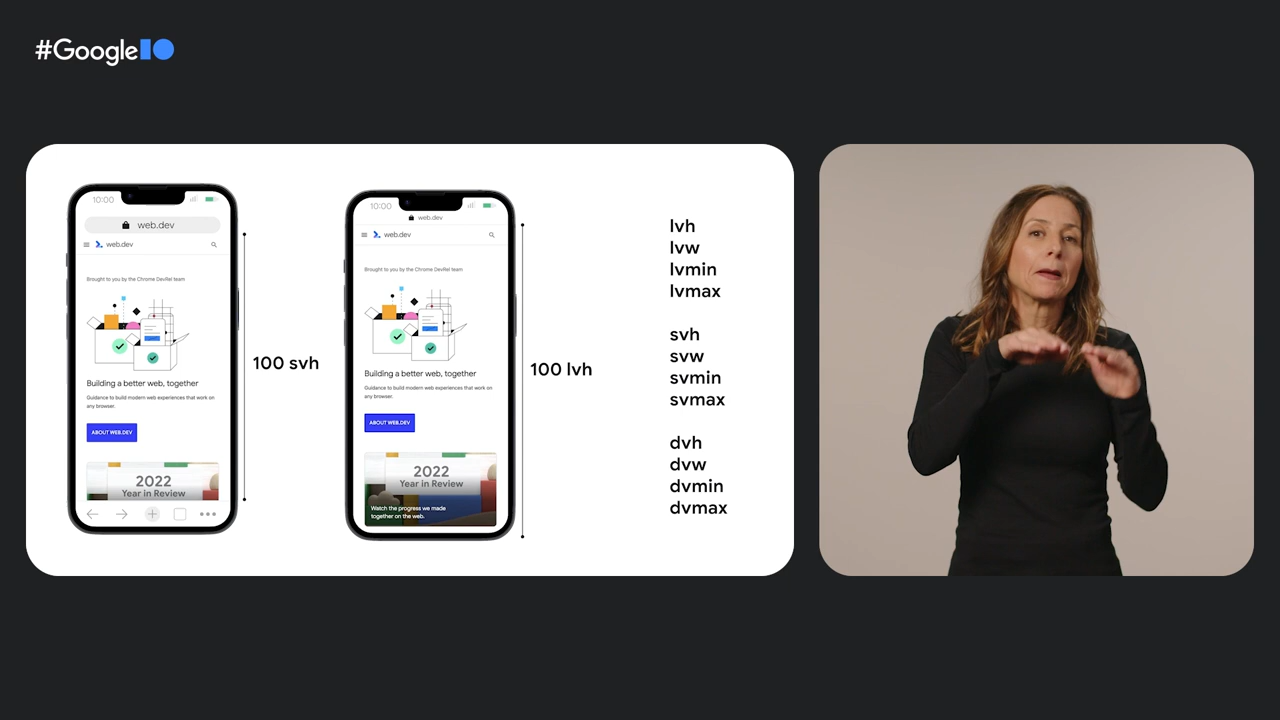 #Google IO
10:00
web.dev
web.dev
Brought to you by the Chrome DevRel team
Building a better web, together
Guidance to build modern web experiences that work on
any browser.
ABOUT WEB.DEV
2022
Year in Review
100 svh
10:00
web.dev
web.dev
Brought to you by the Chrome DevRel team
Building a better web, together
Guidance to build modern web experiences that work on
any browser.
ABOUT WEB.DEV
2022
Year in Review
Watch the progress we made
together on the web.
100 lvh
lvh
lvw
lvmin
lvmax
svh
svw
svmin
svmax
dvh
dvw
dvmin
dvmax